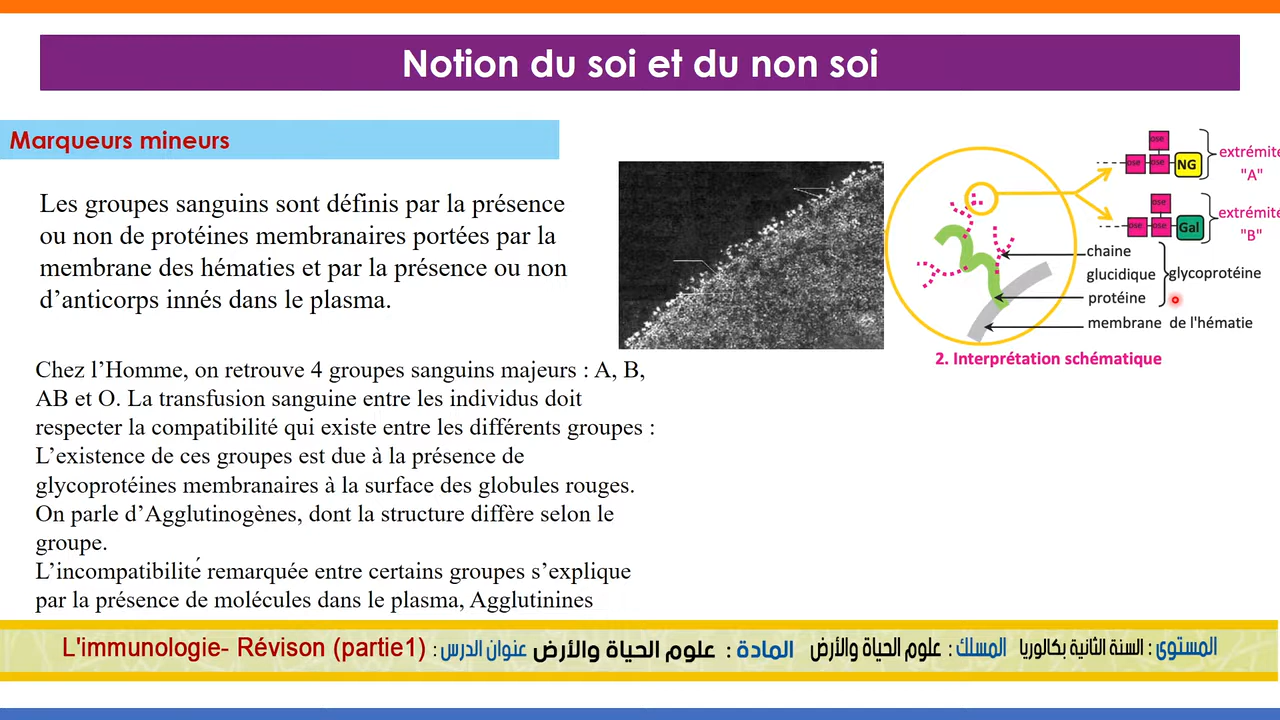 Notion du soi et du non soi
Marqueurs mineurs
Les groupes sanguins sont définis par la présence
ou non de protéines membranaires portées par la
membrane des hématies et par la présence ou non
d'anticorps innés dans le plasma.
Chez l'Homme, on retrouve 4 groupes sanguins majeurs : A, B,
AB et O. La transfusion sanguine entre les individus doit
respecter la compatibilité qui existe entre les différents groupes :
L'existence de ces groupes est due à la présence de
glycoprotéines membranaires à la surface des globules rouges.
On parle d'Agglutinogènes, dont la structure diffère selon le
groupe.
L'incompatibilité remarquée entre certains groupes s'explique
par la présence de molécules dans le plasma, Agglutinines
ose
ose ose NG
extrémité
"A"
ose
ose ose Gal
extrémité
"B"
chaine
glucidique
glycoprotéine
protéine
membrane de l'hématie
2. Interprétation schématique
المستوى : السنة الثانية بكالوريا المسلك : علوم الحياة والأرض المادة : علوم الحياة والأرض عنوان الدرس : L'immunologie- Révison (partie1)